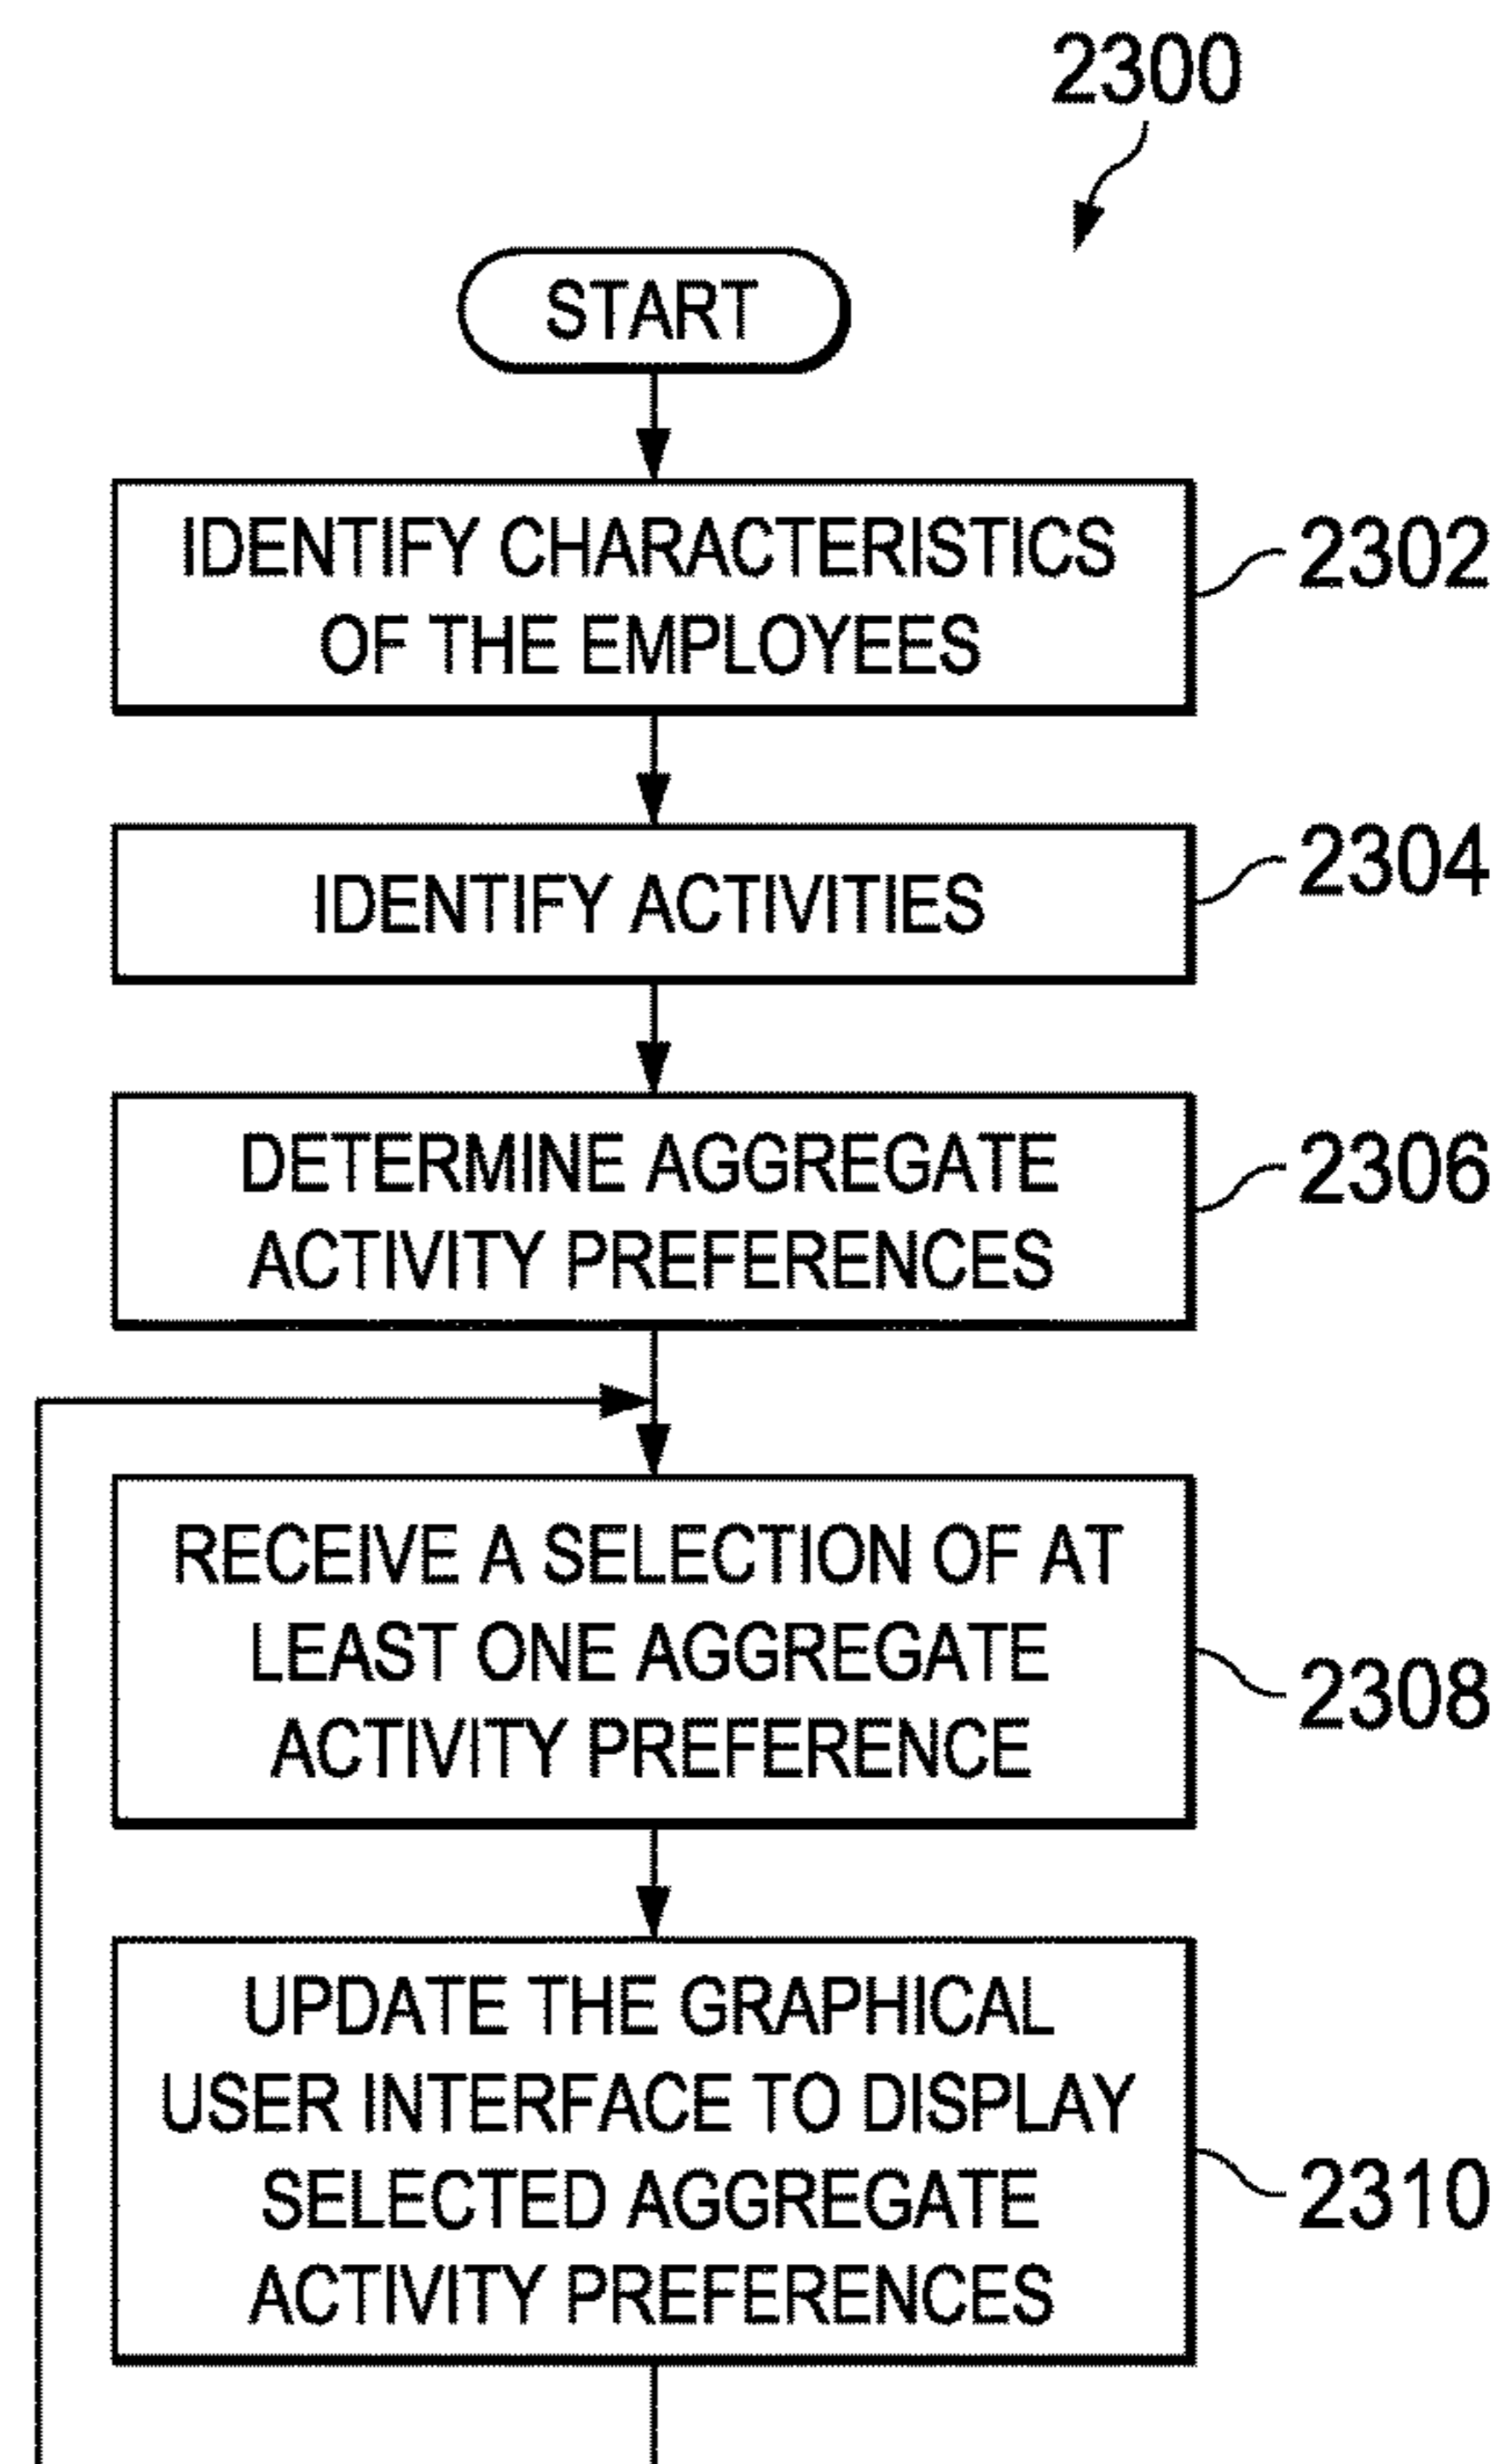 2300
START
IDENTIFY CHARACTERISTICS
OF THE EMPLOYEES
2302
IDENTIFY ACTIVITIES
2304
DETERMINE AGGREGATE
ACTIVITY PREFERENCES
2306
RECEIVE A SELECTION OF AT
LEAST ONE AGGREGATE
ACTIVITY PREFERENCE
2308
UPDATE THE GRAPHICAL
USER INTERFACE TO DISPLAY
SELECTED AGGREGATE
ACTIVITY PREFERENCES
2310